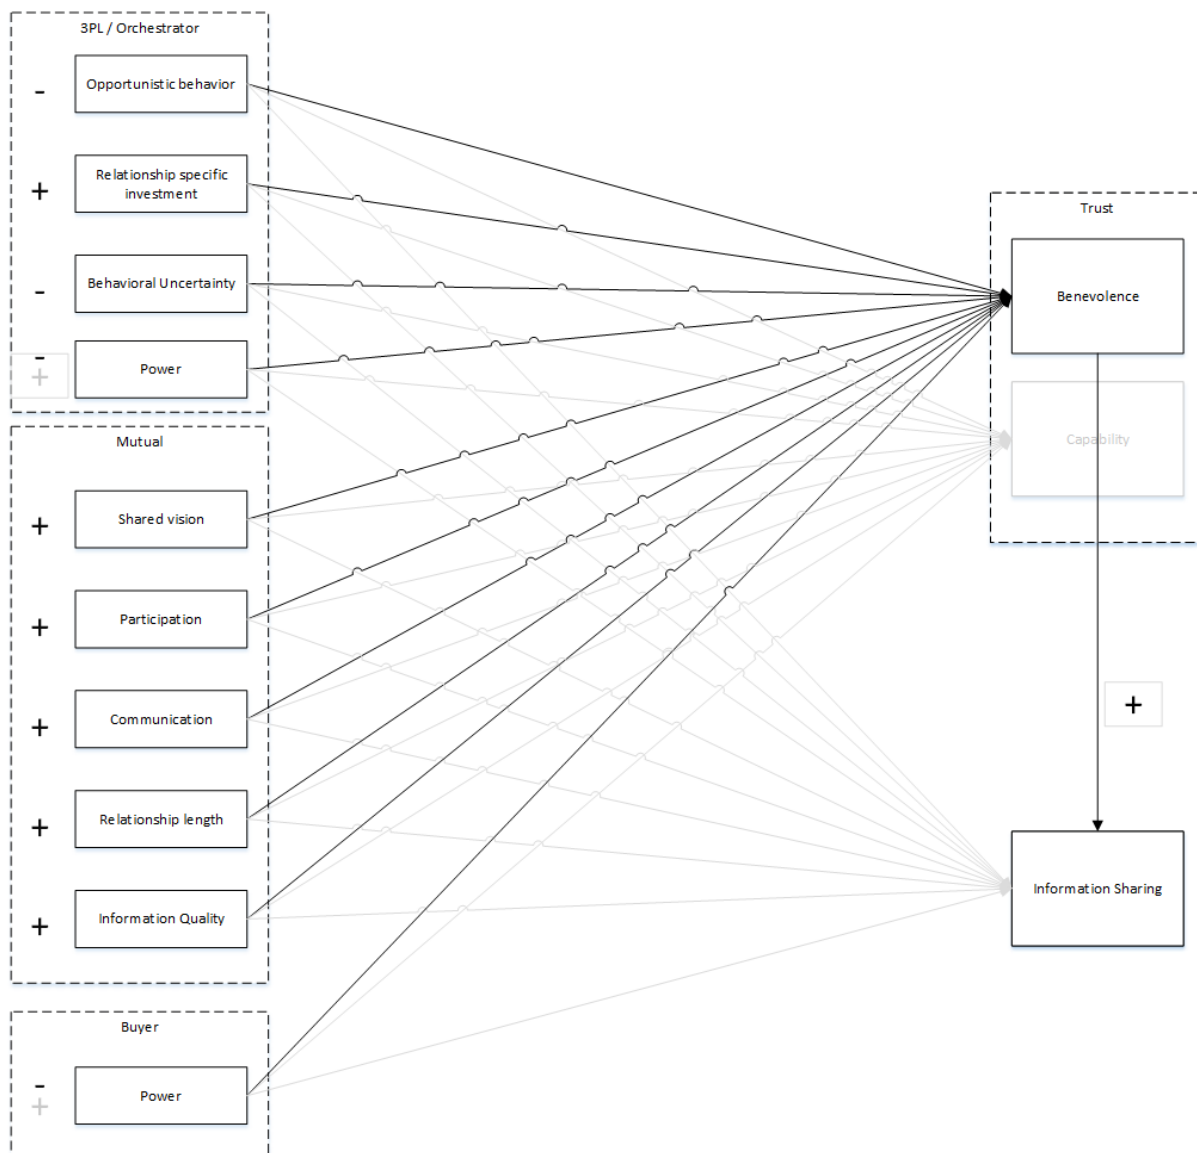 3PL / Orchestrator
-
Opportunistic behavior
+
Relationship specific
investment
-
Behavioral Uncertainty
-
+
Power
Mutual
+
Shared vision
+
Participation
+
Communication
+
Relationship length
+
Information Quality
Buyer
-
+
Power
Trust
Benevolence
Capability
+
Information Sharing